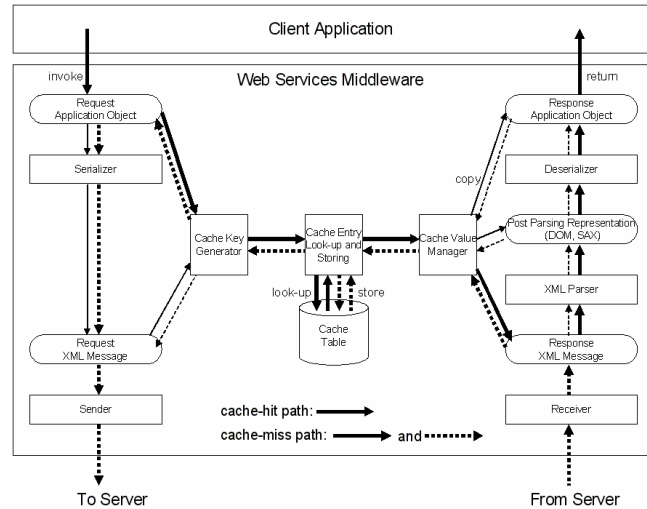 Client Application
invoke
return
Web Services Middleware
Request
Application Object
Response
Application Object
Serializer
copy
Deserializer
Cache Key
Generator
Cache Entry
Look-up and
Storing
Cache Value
Manager
Post Parsing Representation
(DOM, SAX)
look-up
store
XML Parser
Cache
Table
Request
XML Message
Response
XML Message
Sender
Receiver
cache-hit path:
cache-miss path: and
To Server
From Server